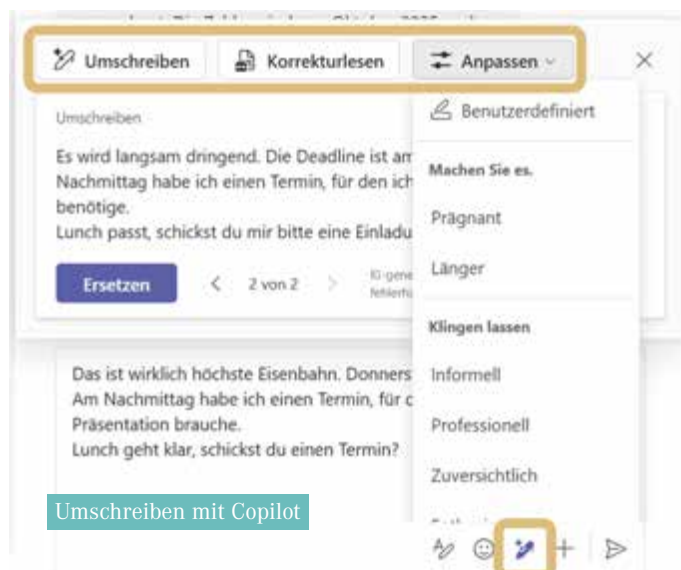 Umschreiben
Korrekturlesen
Anpassen
Umschreiben
Es wird langsam dringend. Die Deadline ist am
Nachmittag habe ich einen Termin, für den ich
benötige.
Lunch passt, schickst du mir bitte eine Einladu
Ersetzen
2 von 2
KI-gene
fehlerh
Benutzerdefiniert
Machen Sie es.
Prägnant
Länger
Klingen lassen
Informell
Professionell
Zuversichtlich
Das ist wirklich höchste Eisenbahn. Donners
Am Nachmittag habe ich einen Termin, für d
Präsentation brauche.
Lunch geht klar, schickst du einen Termin?
Umschreiben mit Copilot